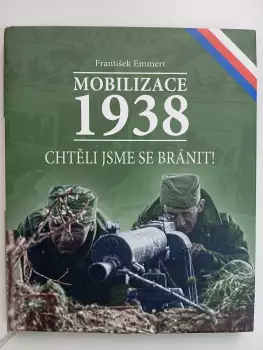 František Emmert
MOBILIZACE
1938
CHTĚLI JSME SE BRÁNIT!